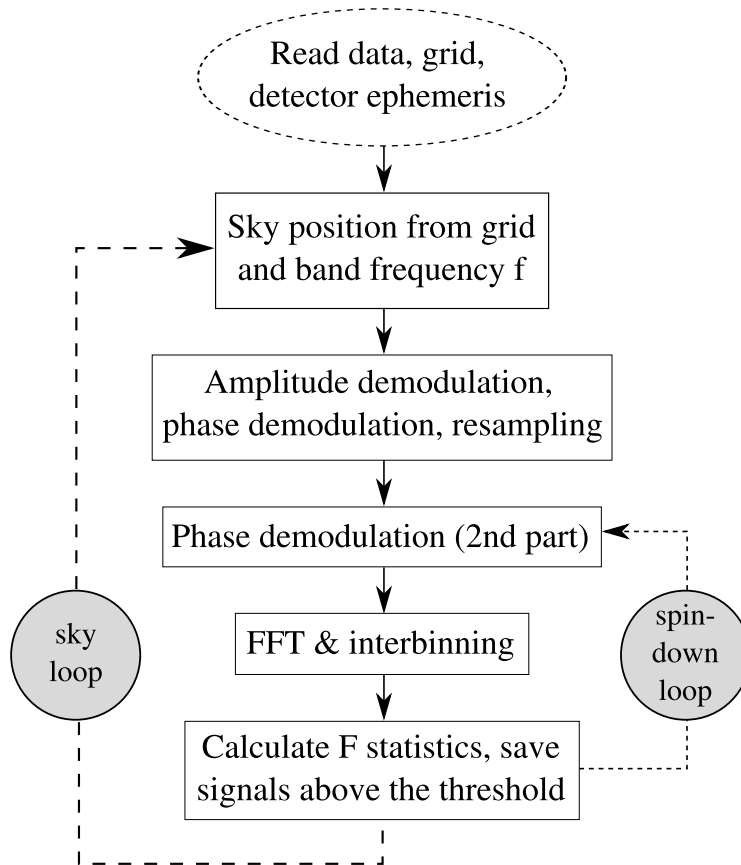 Read data, grid,
detector ephemeris
Sky position from grid
and band frequency f
Amplitude demodulation,
phase demodulation, resampling
Phase demodulation (2nd part)
FFT & interbinning
sky
loop
spin-
down
loop
Calculate F statistics, save
signals above the threshold